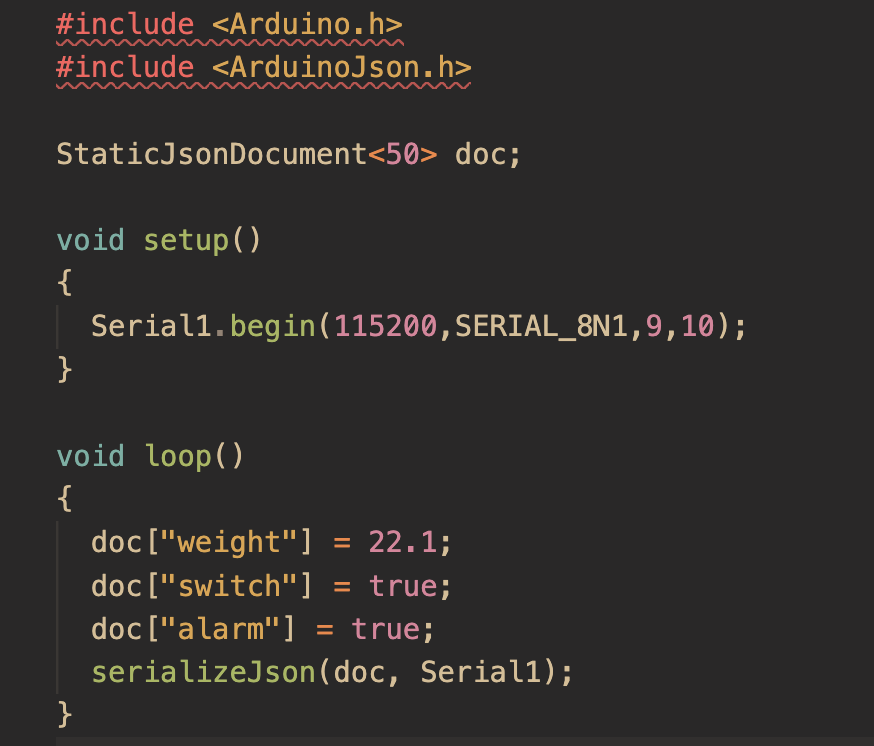 #include <Arduino.h>
#include <ArduinoJson.h>

StaticJsonDocument<50> doc;

void setup()
{
  Serial1.begin(115200,SERIAL_8N1,9,10);
}

void loop()
{
  doc["weight"] = 22.1;
  doc["switch"] = true;
  doc["alarm"] = true;
  serializeJson(doc, Serial1);
}